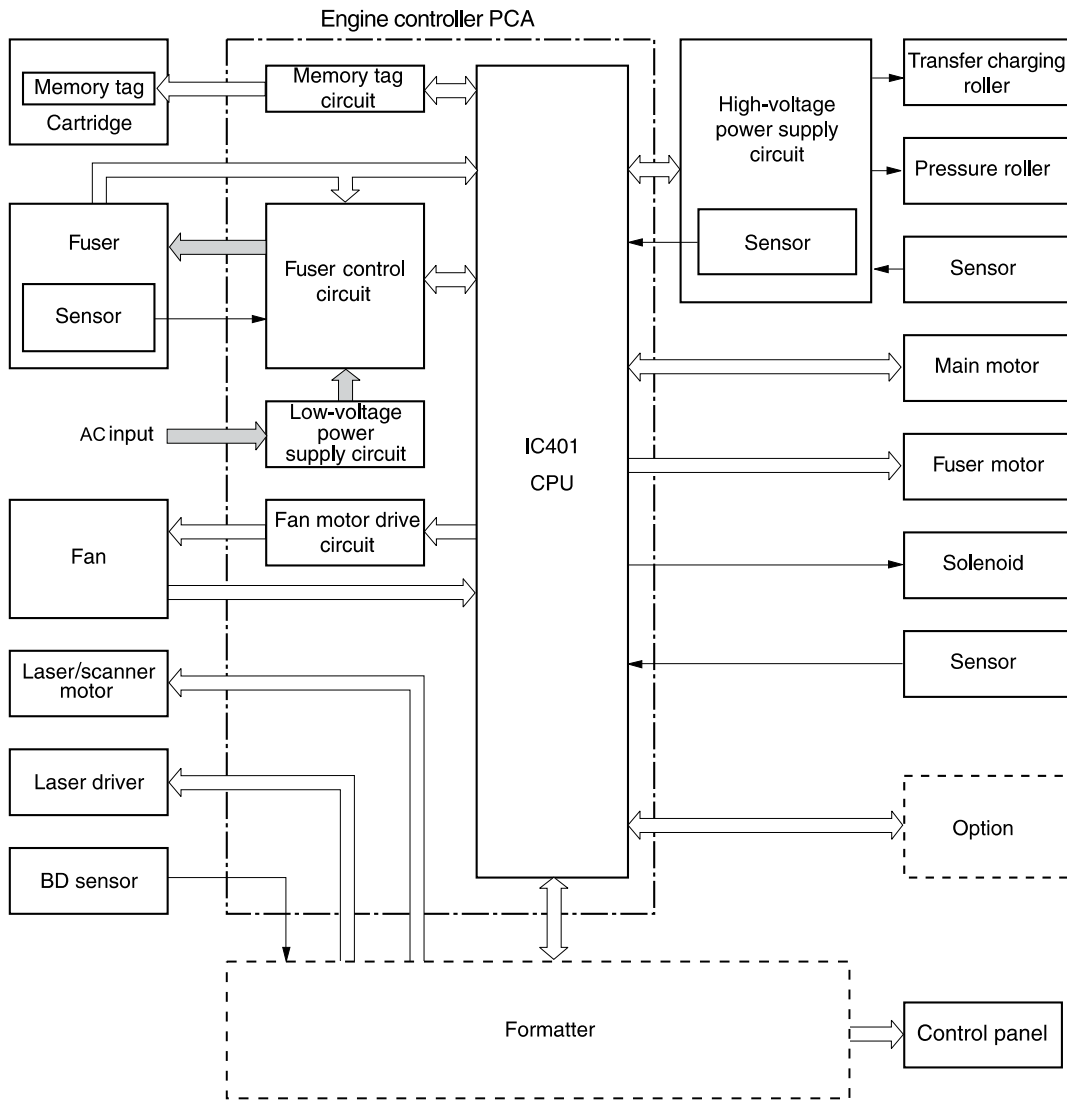 Engine controller PCA
Memory tag
Cartridge
Memory tag
circuit
High-voltage
power supply
circuit
Sensor
Transfer charging
roller
Pressure roller
Sensor
Fuser
Sensor
Fuser control
circuit
AC input
Low-voltage
power
supply circuit
IC401
CPU
Main motor
Fuser motor
Fan
Fan motor drive
circuit
Solenoid
Sensor
Laser/scanner
motor
Laser driver
Option
BD sensor
Formatter
Control panel